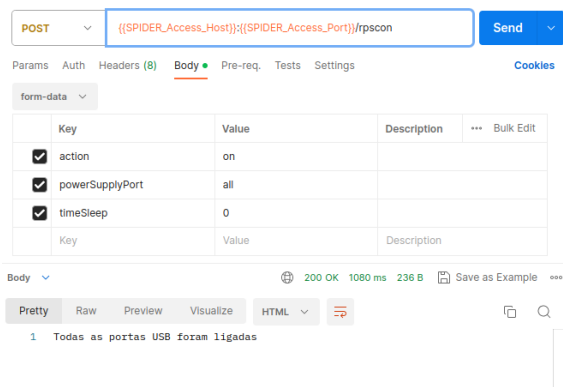 POST {{SPIDER_Access_Host}}:{{SPIDER_Access_Port}}/rpscon Send
Params Auth Headers (8) Body Pre-req. Tests Settings Cookies
form-data
Key Value Description Bulk Edit
action on
powerSupplyPort all
timeSleep 0
Key Value Description
Body 200 OK 1080 ms 236 B Save as Example
Pretty Raw Preview Visualize HTML
1 Todas as portas USB foram ligadas